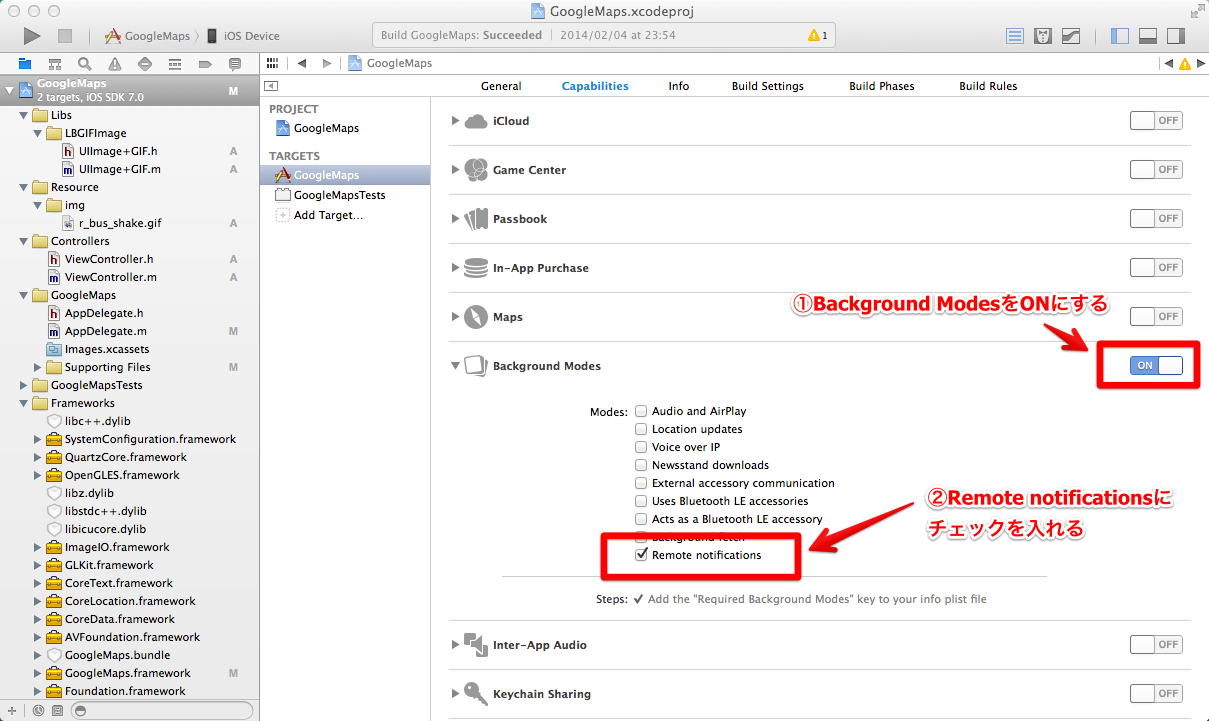 GoogleMaps.xcodeproj
GoogleMaps
iOS Device
Build GoogleMaps: Succeeded
2014/02/04 at 23:54
1
GoogleMaps
GoogleMaps
2 targets, iOS SDK 7.0
M
Libs
LBGIFImage
UIImage+GIF.h
A
UIImage+GIF.m
A
Resource
img
r_bus_shake.gif
A
Controllers
ViewController.h
A
ViewController.m
A
GoogleMaps
AppDelegate.h
AppDelegate.m
M
Images.xcassets
Supporting Files
M
GoogleMapsTests
Frameworks
libc++.dylib
SystemConfiguration.framework
QuartzCore.framework
OpenGLES.framework
libz.dylib
libstdc++.dylib
libicucore.dylib
ImageIO.framework
GLKit.framework
CoreText.framework
CoreLocation.framework
CoreData.framework
AVFoundation.framework
GoogleMaps.bundle
GoogleMaps.framework
M
Foundation.framework
General
Capabilities
Info
Build Settings
Build Phases
Build Rules
PROJECT
GoogleMaps
TARGETS
GoogleMaps
GoogleMapsTests
Add Target...
iCloud
OFF
Game Center
OFF
Passbook
OFF
In-App Purchase
OFF
①Background ModesをONにする
Maps
OFF
Background Modes
ON
Modes:
Audio and AirPlay
Location updates
Voice over IP
Newsstand downloads
External accessory communication
Uses Bluetooth LE accessories
Acts as a Bluetooth LE accessory
Background fetch
Remote notifications
②Remote notificationsに
チェックを入れる
Steps:
Add the "Required Background Modes" key to your info plist file
Inter-App Audio
OFF
Keychain Sharing
OFF